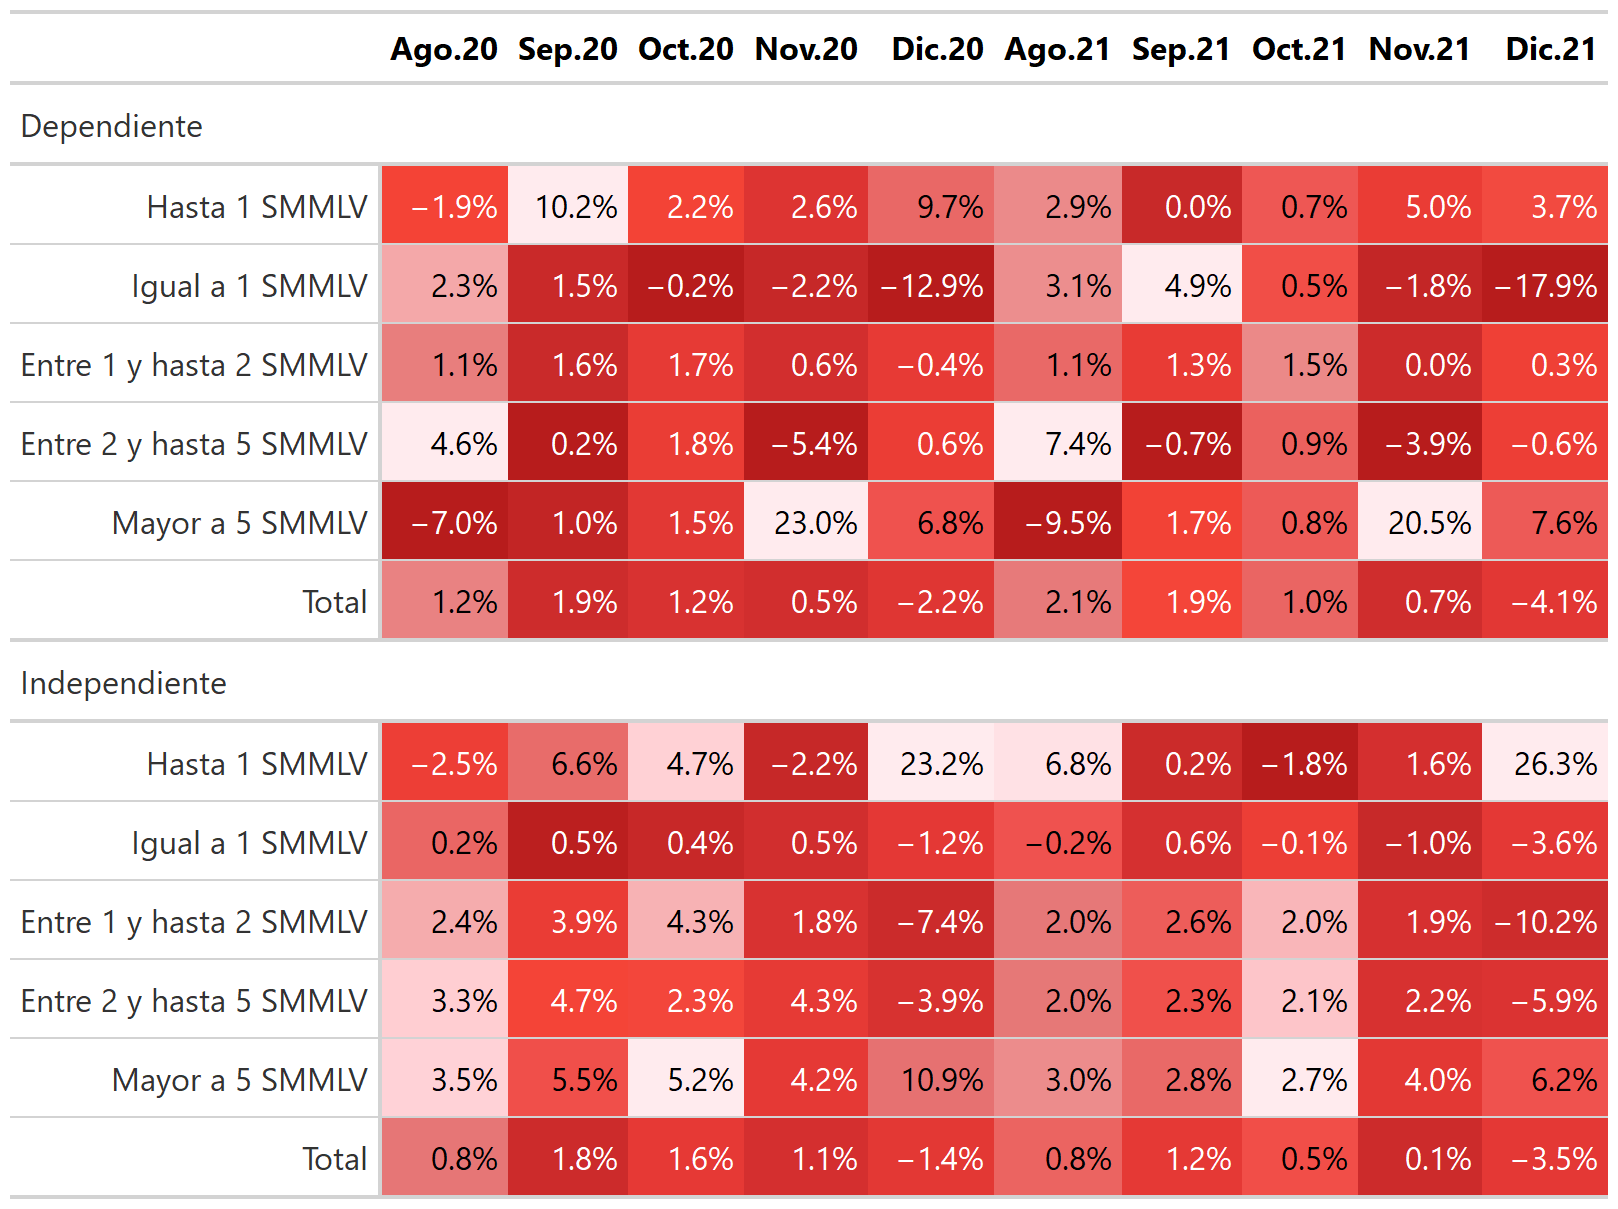 Ago.20 Sep.20 Oct.20 Nov.20 Dic.20 Ago.21 Sep.21 Oct.21 Nov.21 Dic.21
Dependiente
Hasta 1 SMMLV −1.9% 10.2% 2.2% 2.6% 9.7% 2.9% 0.0% 0.7% 5.0% 3.7%
Igual a 1 SMMLV 2.3% 1.5% −0.2% −2.2% −12.9% 3.1% 4.9% 0.5% −1.8% −17.9%
Entre 1 y hasta 2 SMMLV 1.1% 1.6% 1.7% 0.6% −0.4% 1.1% 1.3% 1.5% 0.0% 0.3%
Entre 2 y hasta 5 SMMLV 4.6% 0.2% 1.8% −5.4% 0.6% 7.4% −0.7% 0.9% −3.9% −0.6%
Mayor a 5 SMMLV −7.0% 1.0% 1.5% 23.0% 6.8% −9.5% 1.7% 0.8% 20.5% 7.6%
Total 1.2% 1.9% 1.2% 0.5% −2.2% 2.1% 1.9% 1.0% 0.7% −4.1%
Independiente
Hasta 1 SMMLV −2.5% 6.6% 4.7% −2.2% 23.2% 6.8% 0.2% −1.8% 1.6% 26.3%
Igual a 1 SMMLV 0.2% 0.5% 0.4% 0.5% −1.2% −0.2% 0.6% −0.1% −1.0% −3.6%
Entre 1 y hasta 2 SMMLV 2.4% 3.9% 4.3% 1.8% −7.4% 2.0% 2.6% 2.0% 1.9% −10.2%
Entre 2 y hasta 5 SMMLV 3.3% 4.7% 2.3% 4.3% −3.9% 2.0% 2.3% 2.1% 2.2% −5.9%
Mayor a 5 SMMLV 3.5% 5.5% 5.2% 4.2% 10.9% 3.0% 2.8% 2.7% 4.0% 6.2%
Total 0.8% 1.8% 1.6% 1.1% −1.4% 0.8% 1.2% 0.5% 0.1% −3.5%